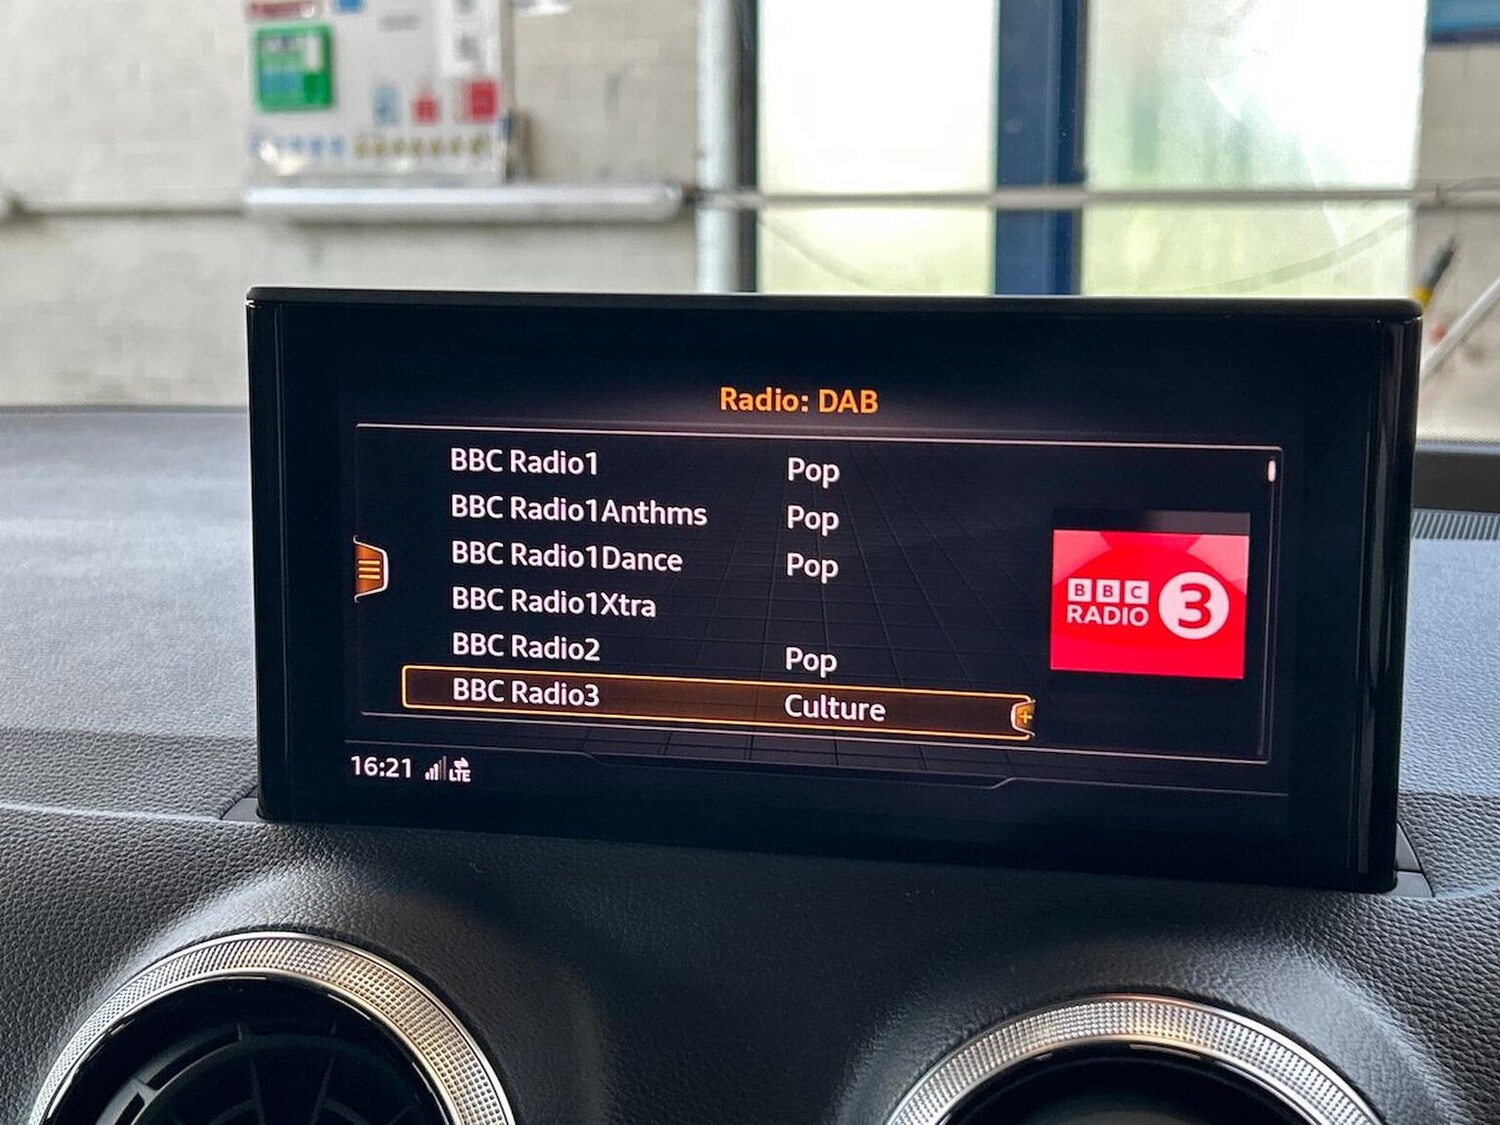 Radio: DAB
BBC Radio1 Pop
BBC Radio1Anthms Pop
BBC Radio1Dance Pop
BBC Radio1Xtra
BBC Radio2 Pop
BBC Radio3 Culture
BBC
RADIO 3
16:21 LTE